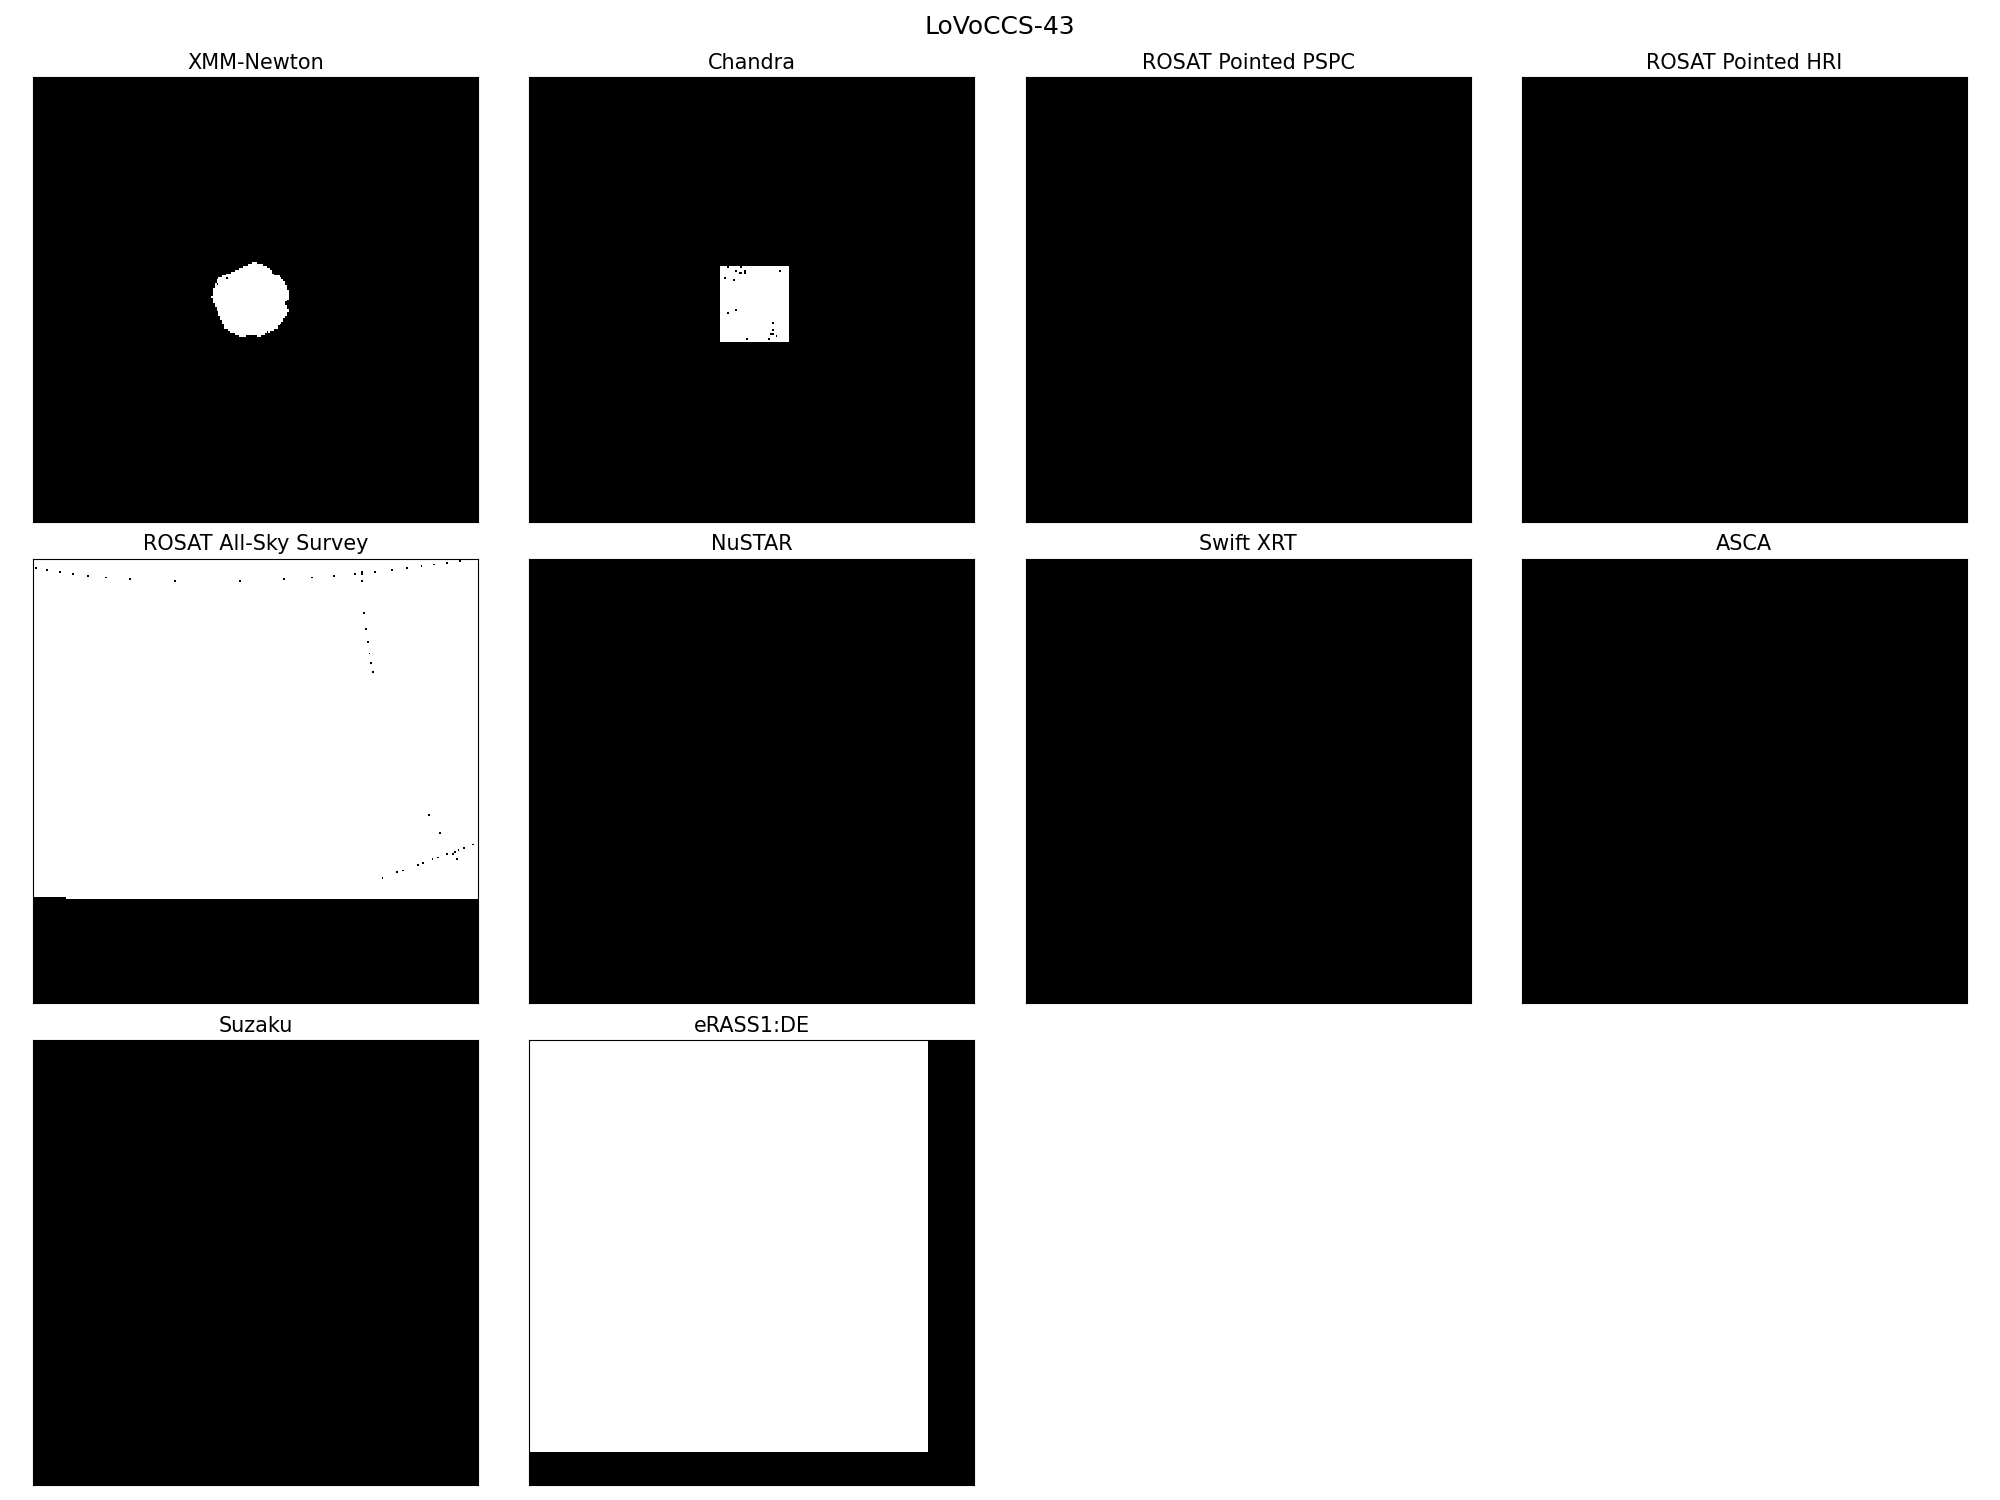 LoVoCCS-43
XMM-Newton
Chandra
ROSAT Pointed PSPC
ROSAT Pointed HRI
ROSAT All-Sky Survey
NuSTAR
Swift XRT
ASCA
Suzaku
eRASS1:DE